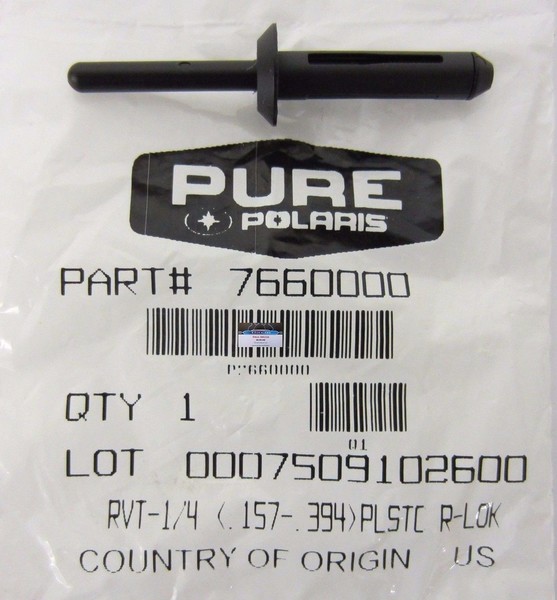 PURE
POLARIS
PART# 7660000
P7660000
QTY 1
01
LOT 0007509102600
RVT-1/4 (.157-.394)PLSTC R-LOK
COUNTRY OF ORIGIN US